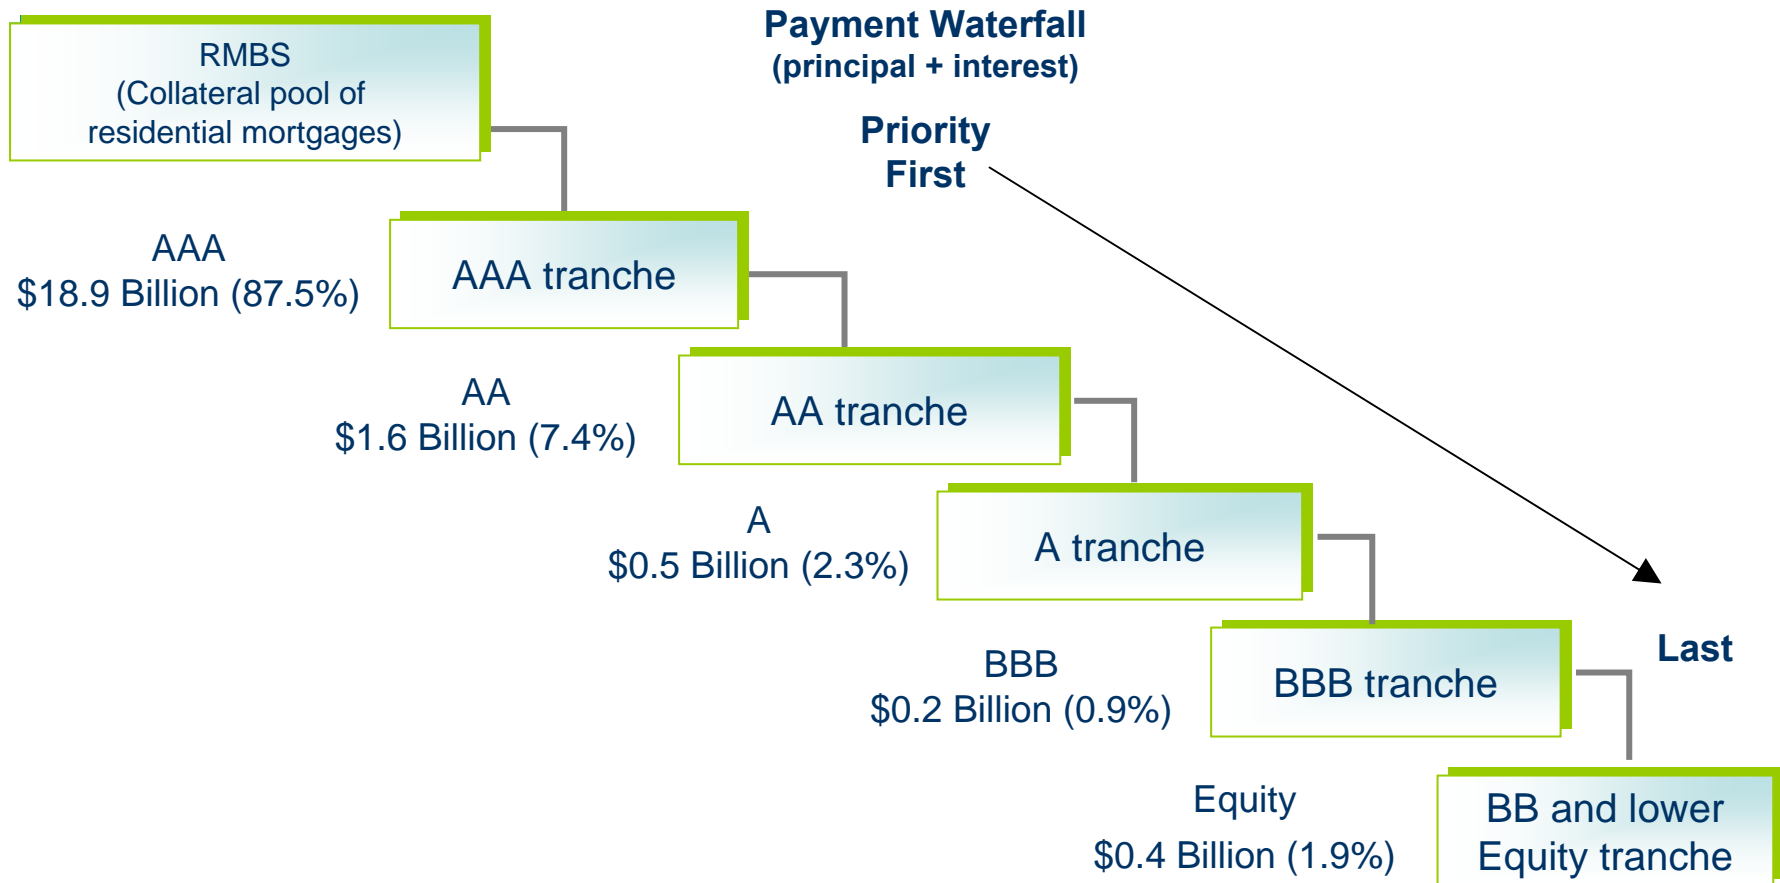 Payment Waterfall
(principal + interest)
RMBS
(Collateral pool of
residential mortgages)
Priority
First
AAA
$18.9 Billion (87.5%)
AAA tranche
AA
$1.6 Billion (7.4%)
AA tranche
A
$0.5 Billion (2.3%)
A tranche
BBB
$0.2 Billion (0.9%)
BBB tranche
Last
Equity
$0.4 Billion (1.9%)
BB and lower
Equity tranche